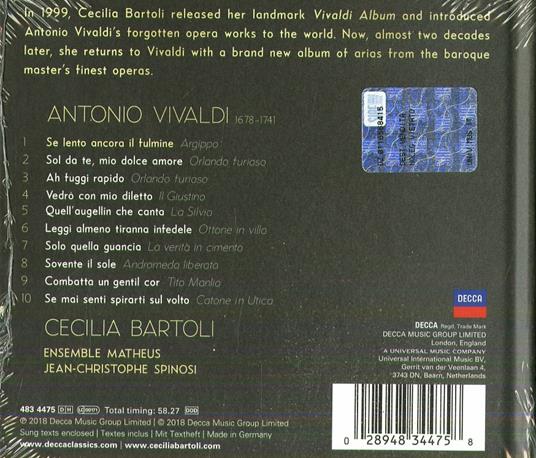 In 1999, Cecilia Bartoli released her landmark Vivaldi Album and introduced
Antonio Vivaldi's forgotten opera works to the world. Now, almost two decades
later, she returns to Vivaldi with a brand new album of arias from the baroque
master's finest operas.
ANTONIO VIVALDI 1678–1741
1 Se lento ancora il fulmine Argippo
2 Sol da te, mio dolce amore Orlando furioso
3 Ah fuggi rapido Orlando furioso
4 Vedrò con mio diletto Il Giustino
5 Quell'augellin che canta La Silvia
6 Leggi almeno tiranna infedele Ottone in villa
7 Solo quella guancia La verità in cimento
8 Sovente il sole Andromeda liberata
9 Combatta un gentil cor Tito Manlio
10 Se mai senti spirarti sul volto Catone in Utica
CECILIA BARTOLI
ENSEMBLE MATHEUS
JEAN-CHRISTOPHE SPINOSI
SIAE
DECCA
DECCA Regd. Trade Mark
DECCA MUSIC GROUP LIMITED
London, England
A UNIVERSAL MUSIC COMPANY
Universal International Music BV,
Gerrit van der Veenlaan 4,
3743 DN, Baarn, Netherlands
483 4475 DH LC00171 Total timing: 58.27 DDD
℗ 2018 Decca Music Group Limited | © 2018 Decca Music Group Limited
Sung texts enclosed | Textes inclus | Mit Textheft | Made in Germany
www.deccaclassics.com – www.ceciliabartoli.com
0 28948 34475 8